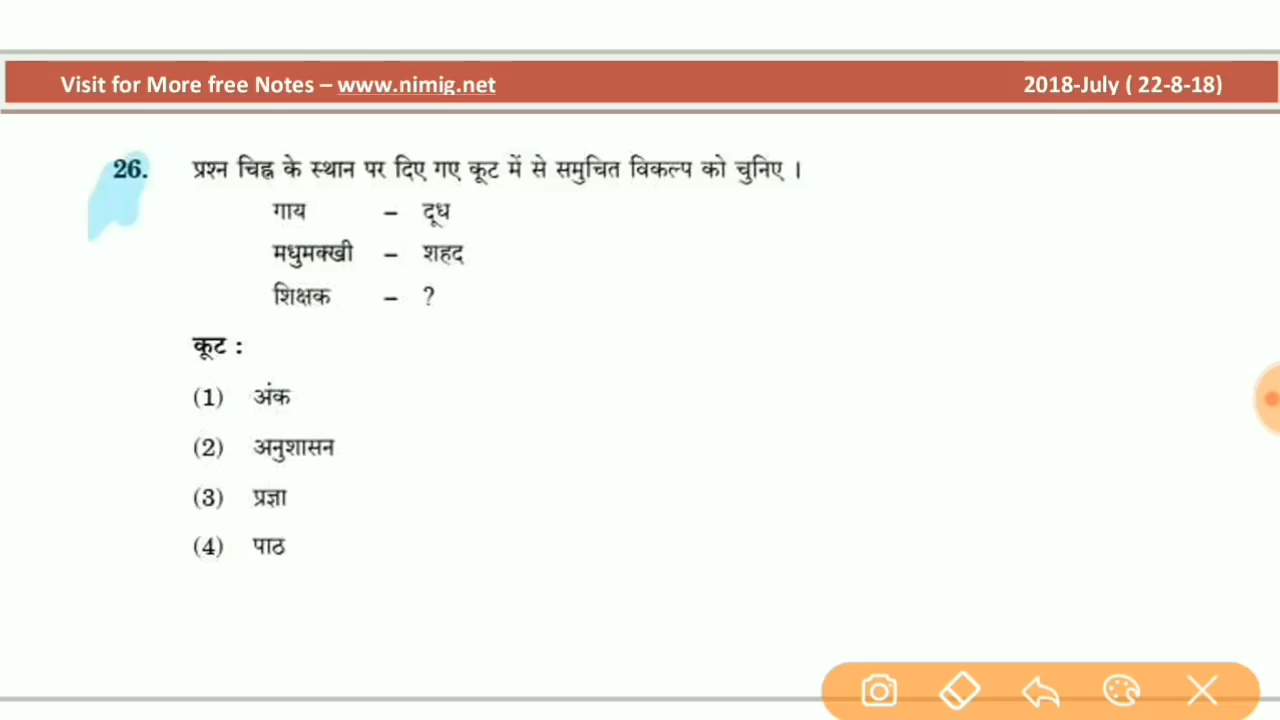 Visit for More free Notes – www.nimig.net 2018-July ( 22-8-18)
26. प्रश्न चिह्न के स्थान पर दिए गए कूट में से समुचित विकल्प को चुनिए ।
गाय – दूध
मधुमक्खी – शहद
शिक्षक – ?
कूट :
(1) अंक
(2) अनुशासन
(3) प्रज्ञा
(4) पाठ